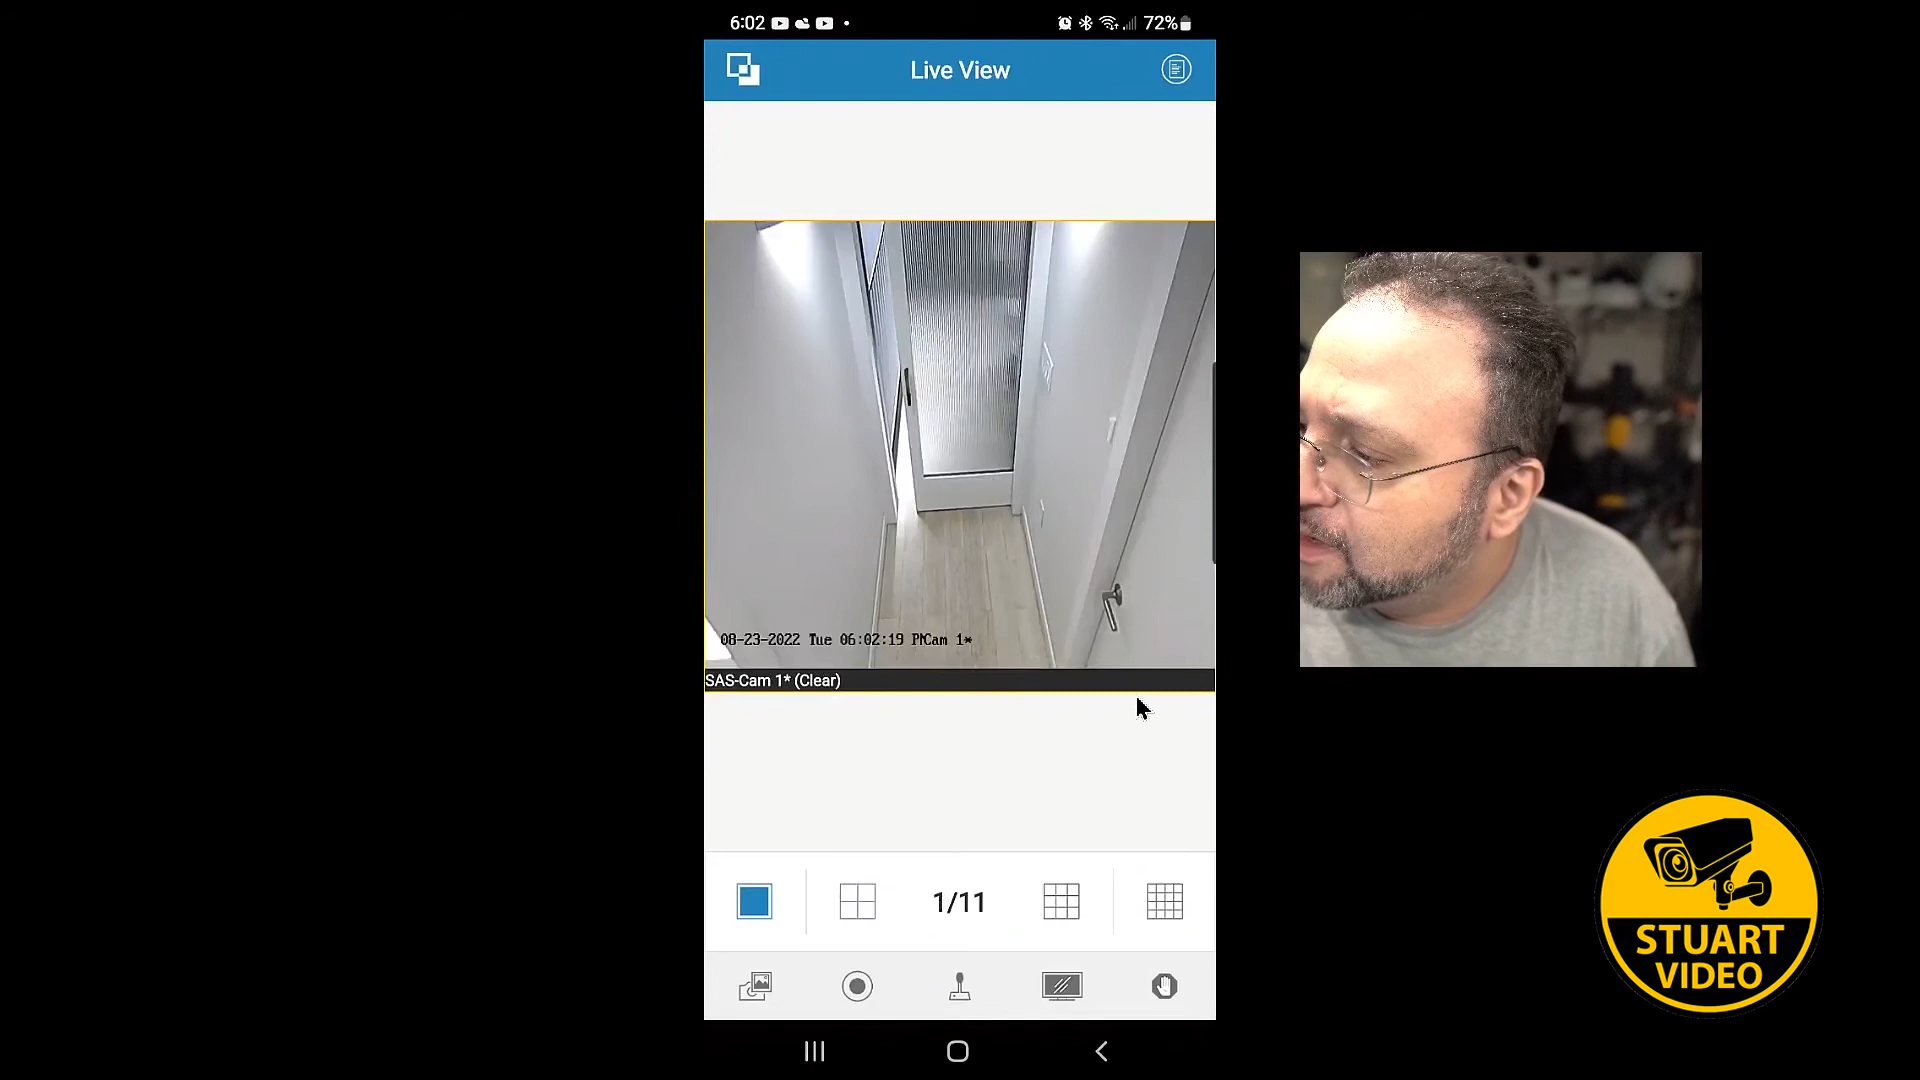 6:02
72%
Live View
08-23-2022 Tue 06:02:19 PMCam 1*
SAS-Cam 1* (Clear)
1/11
STUART
VIDEO